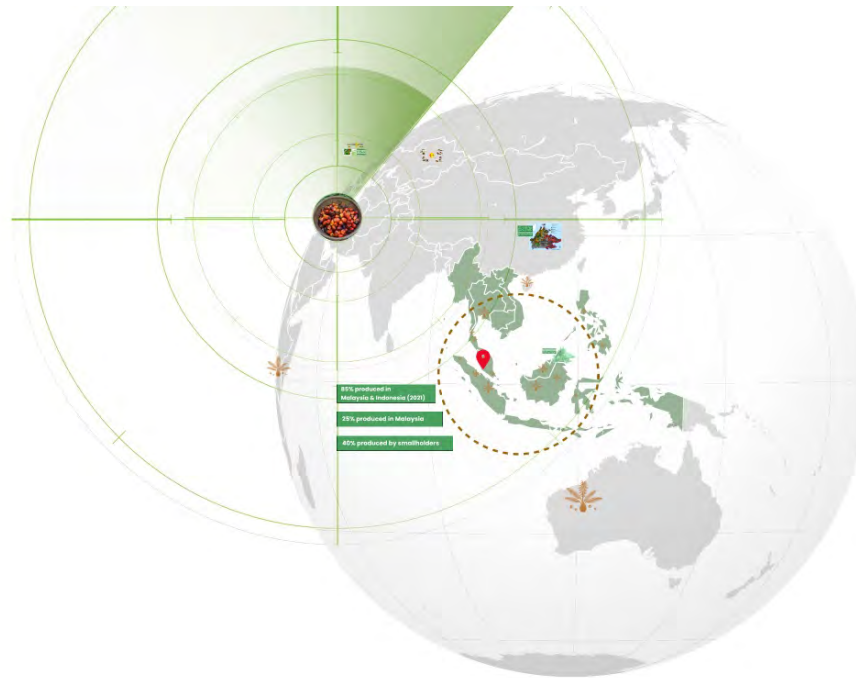 85% produced in
Malaysia & Indonesia (2021)
25% produced in Malaysia
40% produced by smallholders